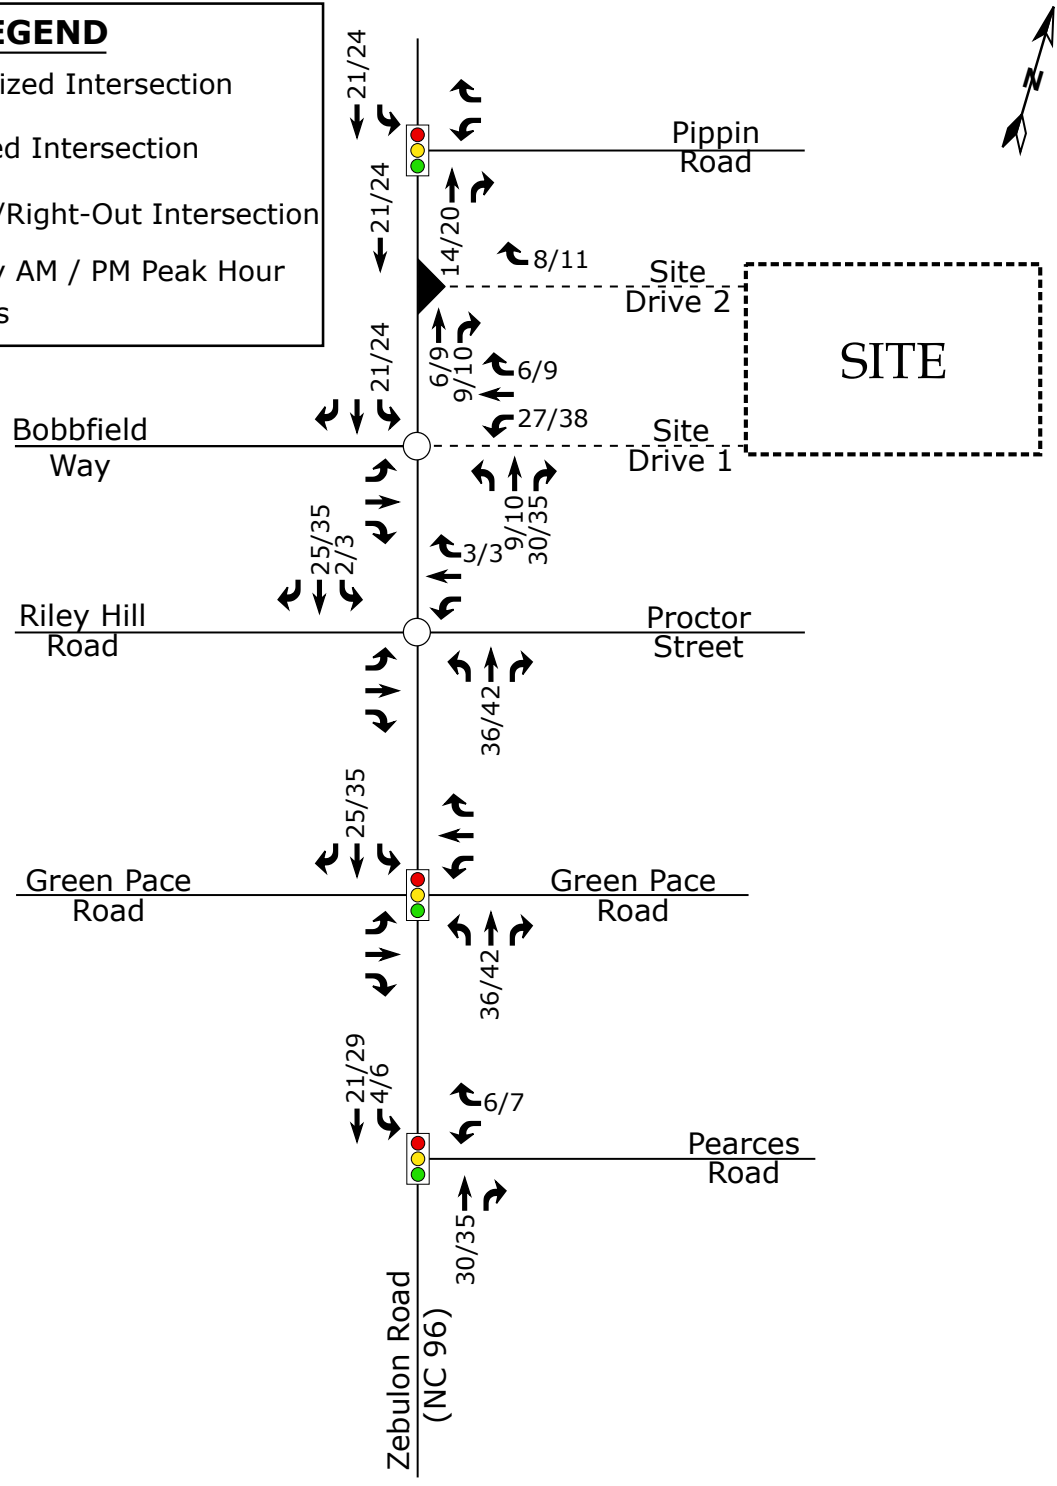 EGEND
ized Intersection
ed Intersection
/Right-Out Intersection
y AM / PM Peak Hour
s
N
21/24
Pippin
Road
21/24
14/20
8/11
Site
Drive 2
SITE
21/24
6/9
9/10
6/9
27/38
Bobbfield
Way
Site
Drive 1
9/10
30/35
25/35
2/3
3/3
Riley Hill
Road
Proctor
Street
36/42
25/35
Green Pace
Road
Green Pace
Road
36/42
21/29
4/6
6/7
Pearces
Road
30/35
Zebulon Road
(NC 96)